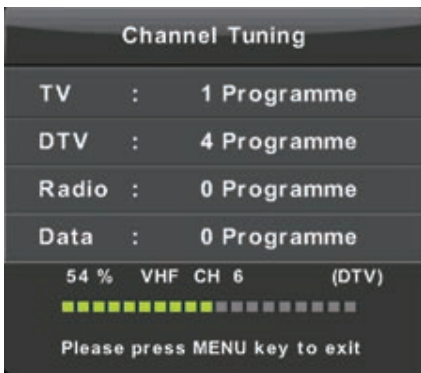 Channel Tuning
TV : 1 Programme
DTV : 4 Programme
Radio : 0 Programme
Data : 0 Programme
54 % VHF CH 6 (DTV)
Please press MENU key to exit